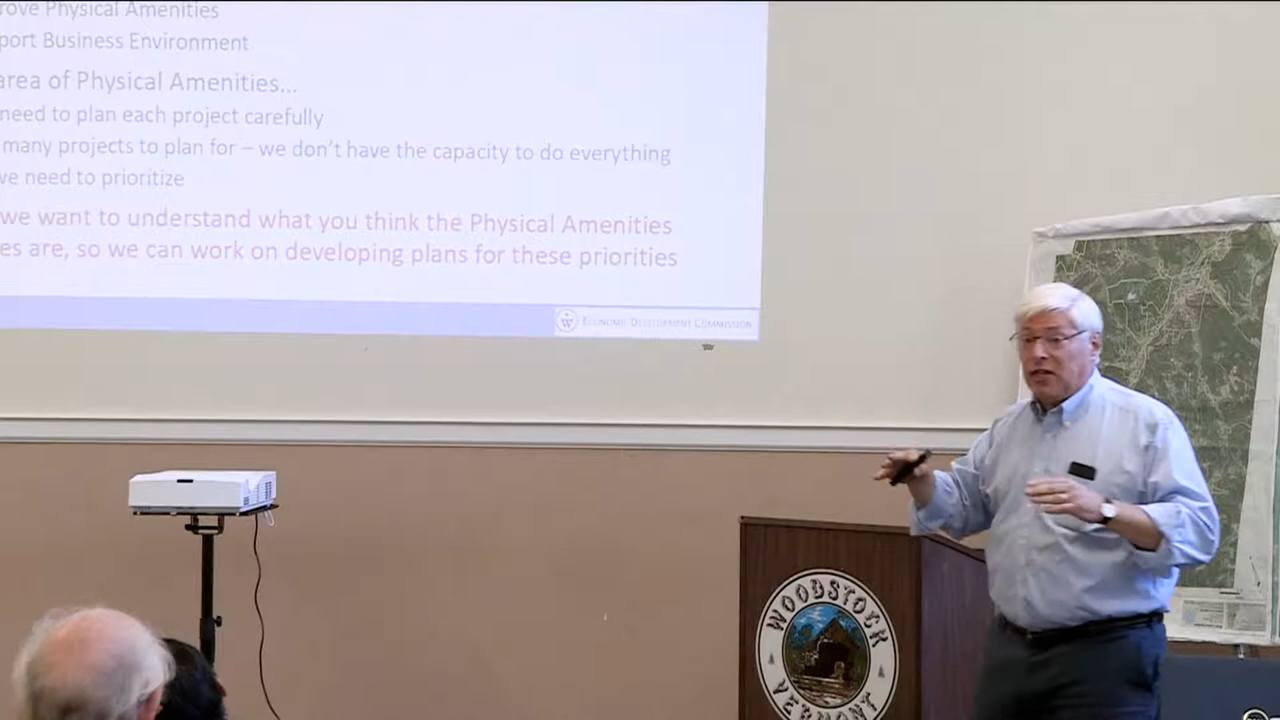 rove Physical Amenities
port Business Environment
area of Physical Amenities...
need to plan each project carefully
many projects to plan for – we don't have the capacity to do everything
we need to prioritize
we want to understand what you think the Physical Amenities
es are, so we can work on developing plans for these priorities
W ECONOMIC DEVELOPMENT COMMISSION
WOODSTOCK
VERMONT